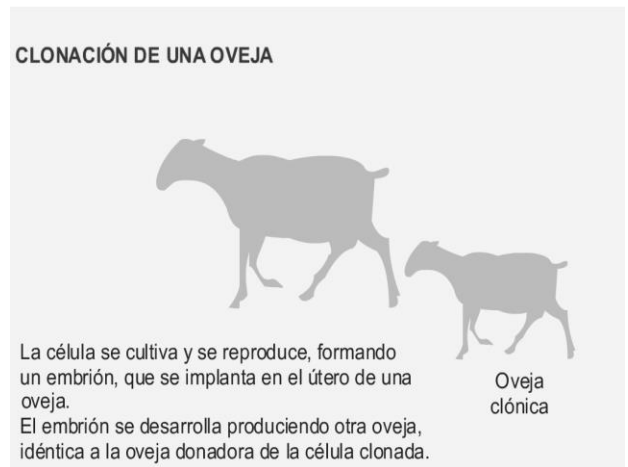 CLONACIÓN DE UNA OVEJA
La célula se cultiva y se reproduce, formando
un embrión, que se implanta en el útero de una
oveja.
El embrión se desarrolla produciendo otra oveja,
idéntica a la oveja donadora de la célula clonada.
Oveja
clónica